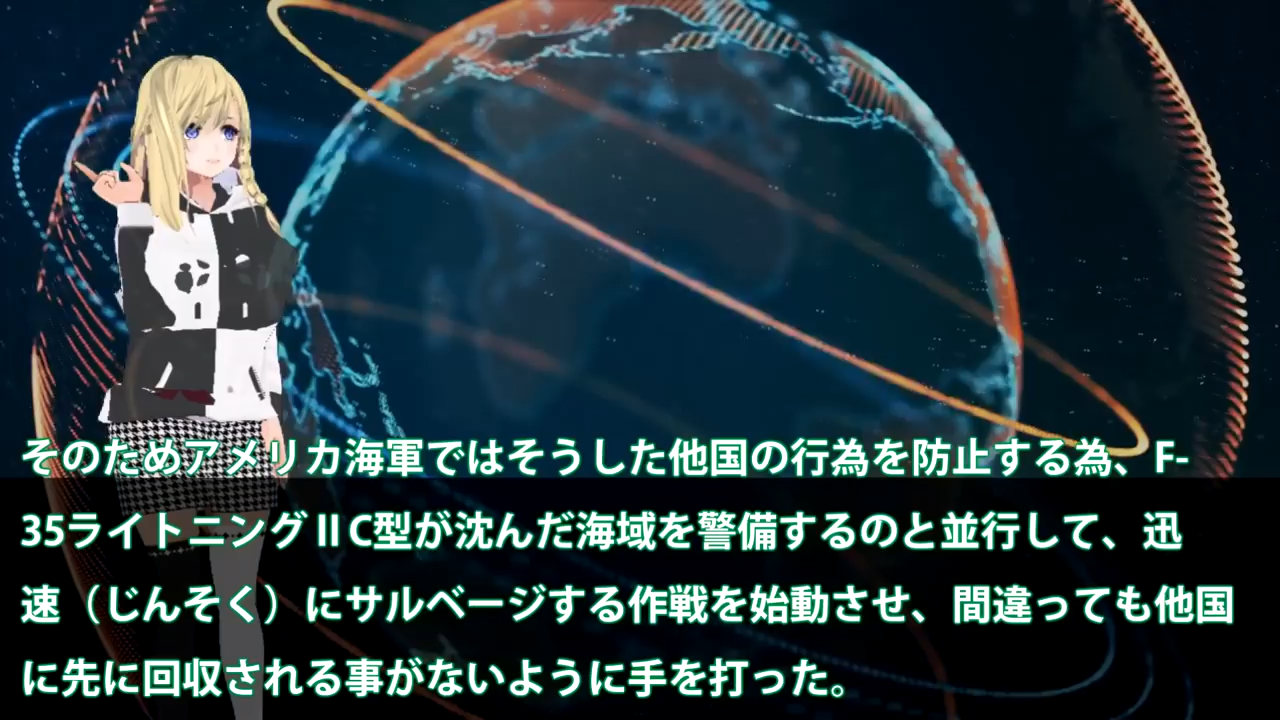 そのためアメリカ海軍ではそうした他国の行為を防止する為、F-
35ライトニングⅡC型が沈んだ海域を警備するのと並行して、迅
速（じんそく）にサルベージする作戦を始動させ、間違っても他国
に先に回収される事がないように手を打った。